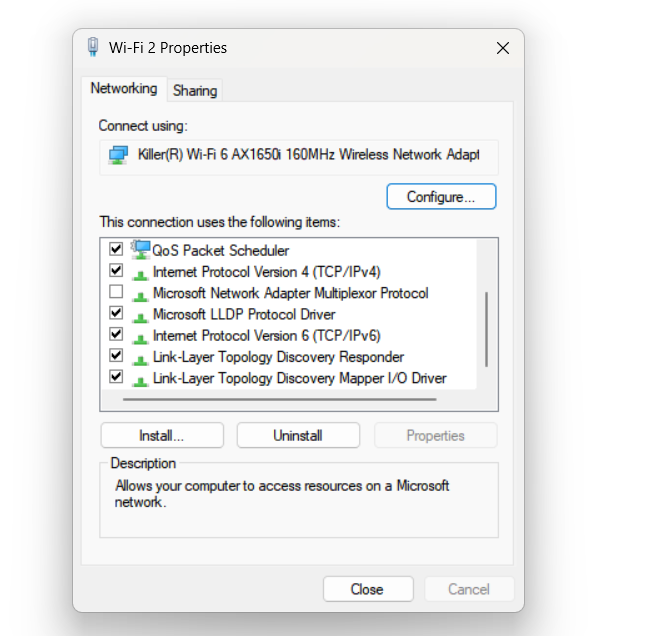 Wi-Fi 2 Properties
Networking
Sharing
Connect using:
Killer(R) Wi-Fi 6 AX1650i 160MHz Wireless Network Adapt
Configure...
This connection uses the following items:
QoS Packet Scheduler
Internet Protocol Version 4 (TCP/IPv4)
Microsoft Network Adapter Multiplexor Protocol
Microsoft LLDP Protocol Driver
Internet Protocol Version 6 (TCP/IPv6)
Link-Layer Topology Discovery Responder
Link-Layer Topology Discovery Mapper I/O Driver
Install...
Uninstall
Properties
Description
Allows your computer to access resources on a Microsoft
network.
Close
Cancel